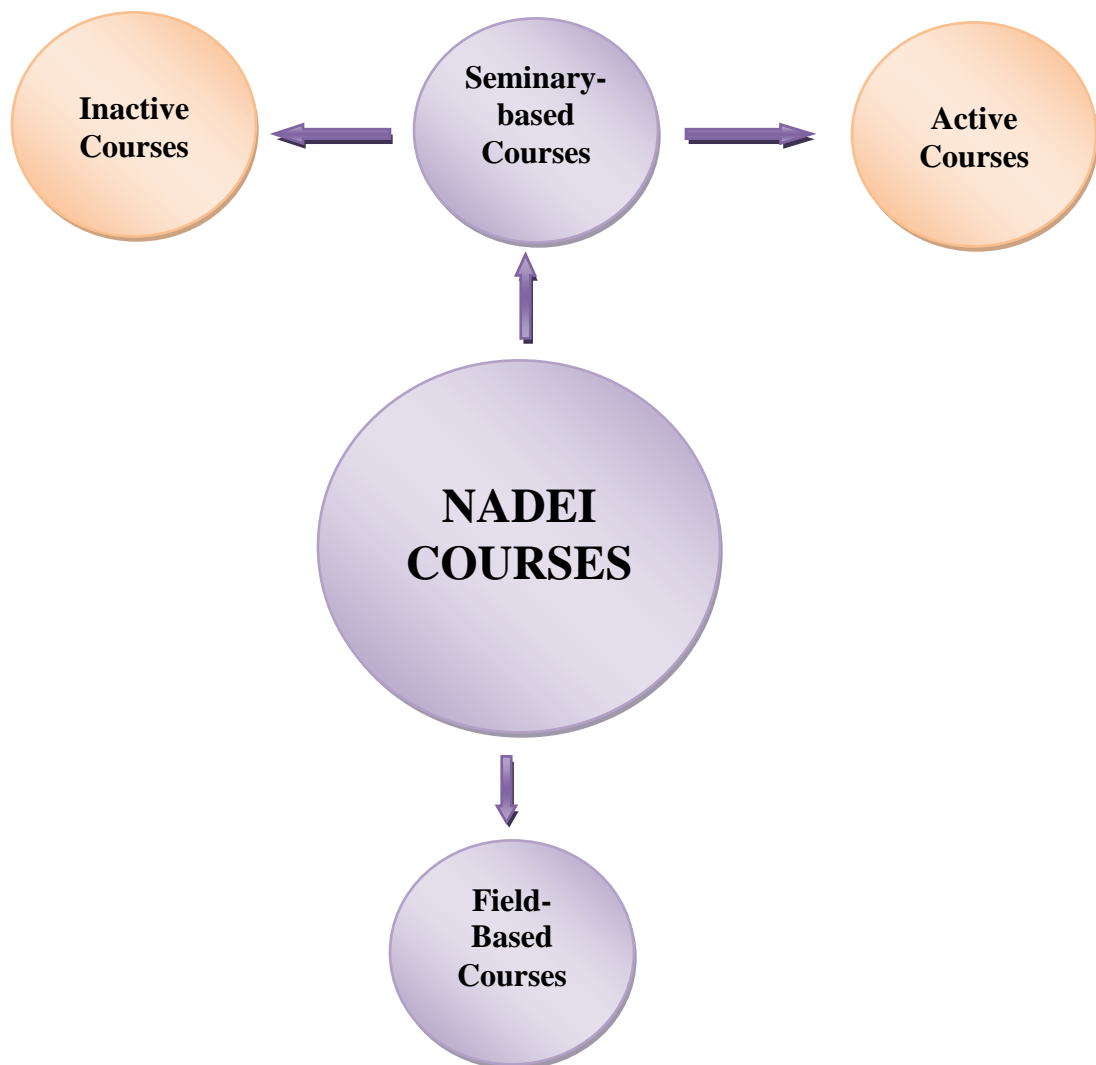 Inactive
Courses
Seminary-
based
Courses
Active
Courses
NADEI
COURSES
Field-
Based
Courses